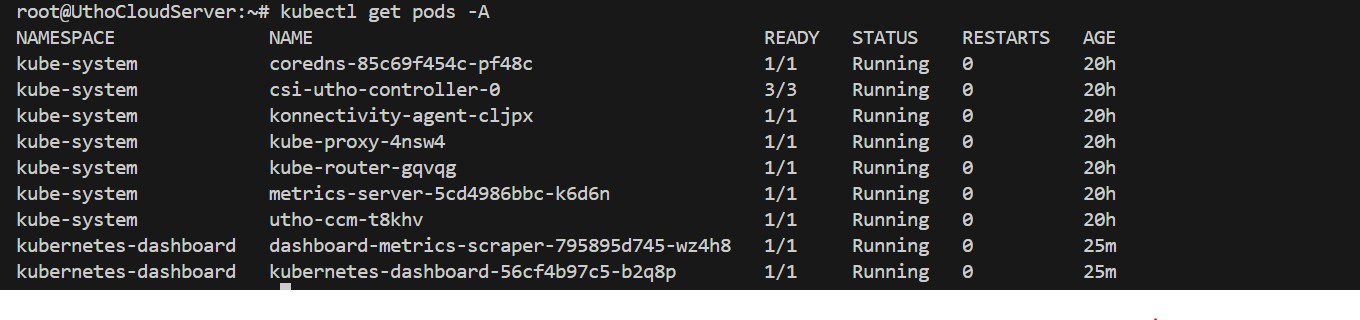 root@UthoCloudServer:~# kubectl get pods -A
NAMESPACE NAME READY STATUS RESTARTS AGE
kube-system coredns-85c69f454c-pf48c 1/1 Running 0 20h
kube-system csi-utho-controller-0 3/3 Running 0 20h
kube-system konnectivity-agent-cljpx 1/1 Running 0 20h
kube-system kube-proxy-4nsw4 1/1 Running 0 20h
kube-system kube-router-gqvqg 1/1 Running 0 20h
kube-system metrics-server-5cd4986bbc-k6d6n 1/1 Running 0 20h
kube-system utho-ccm-t8khv 1/1 Running 0 20h
kubernetes-dashboard dashboard-metrics-scraper-795895d745-wz4h8 1/1 Running 0 25m
kubernetes-dashboard kubernetes-dashboard-56cf4b97c5-b2q8p 1/1 Running 0 25m